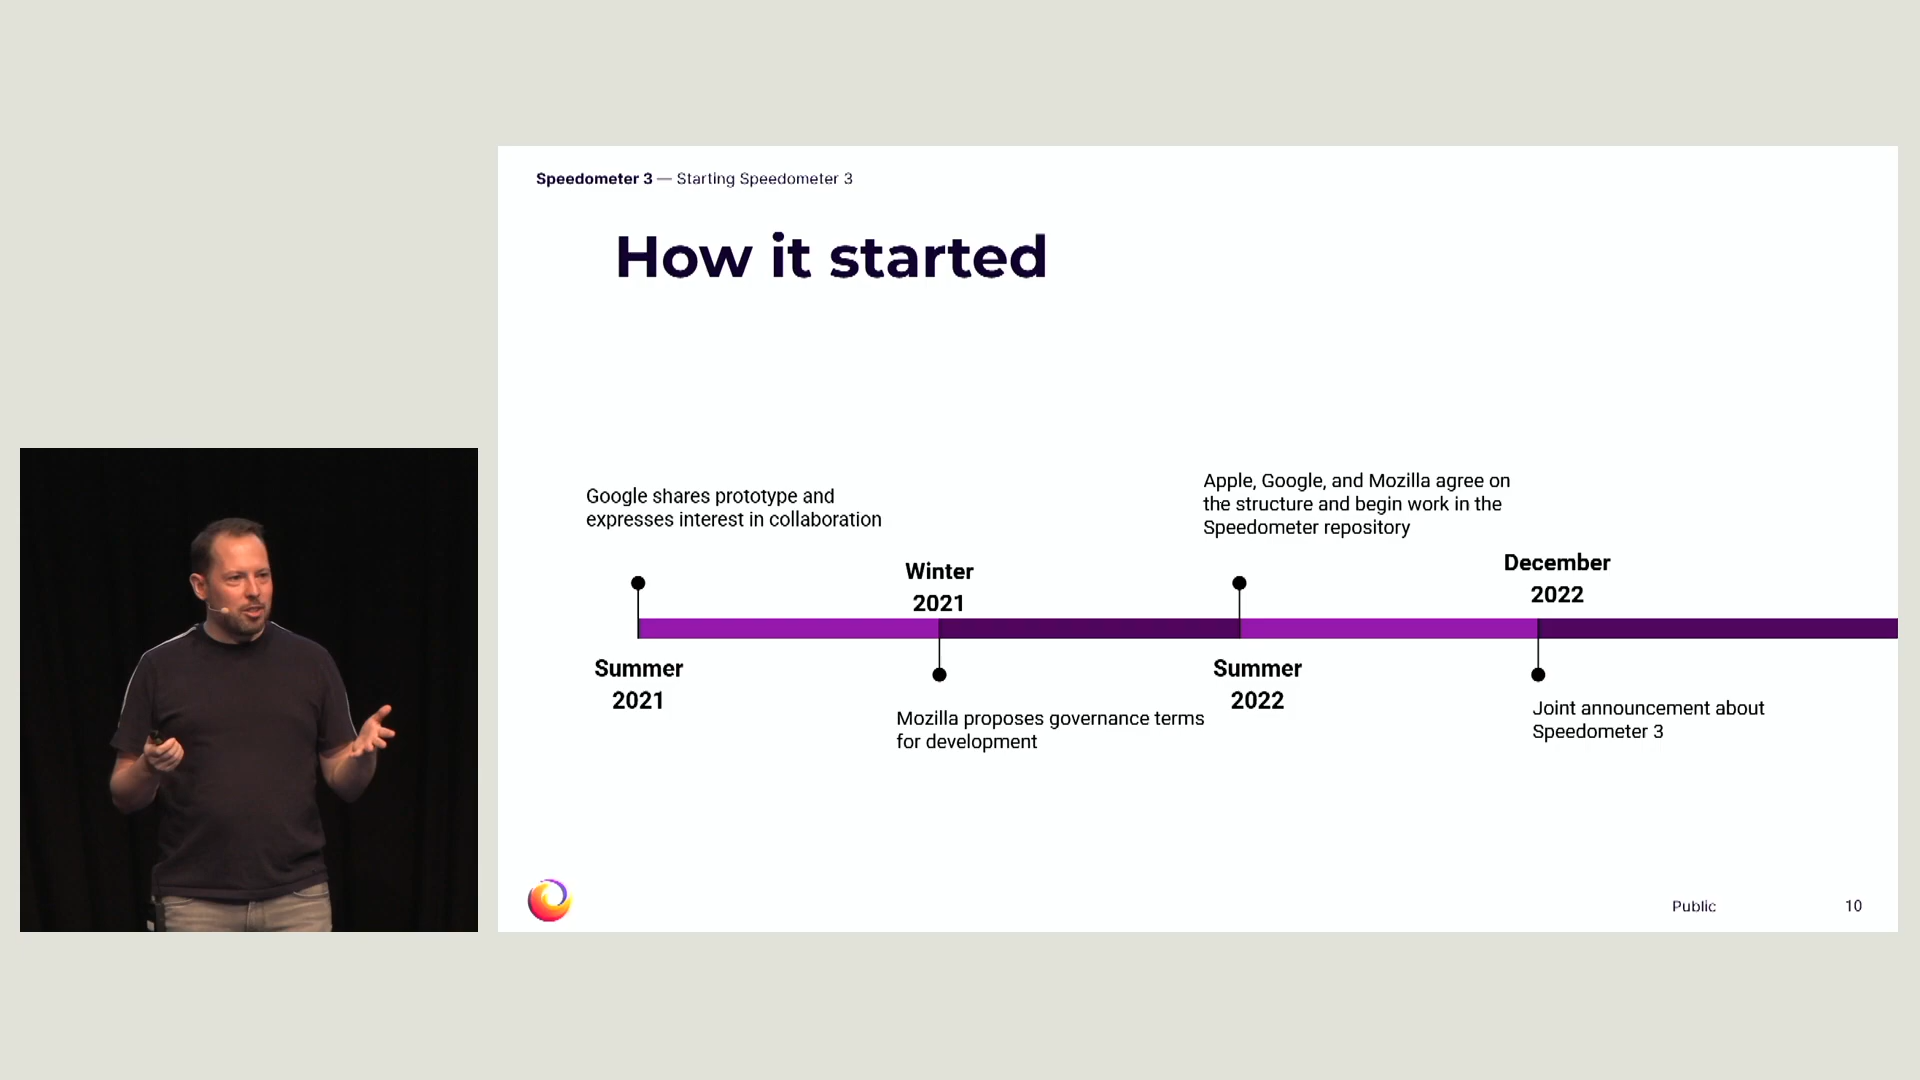 Speedometer 3 — Starting Speedometer 3
How it started
Google shares prototype and
expresses interest in collaboration
Summer
2021
Winter
2021
Mozilla proposes governance terms
for development
Apple, Google, and Mozilla agree on
the structure and begin work in the
Speedometer repository
Summer
2022
December
2022
Joint announcement about
Speedometer 3
Public
10